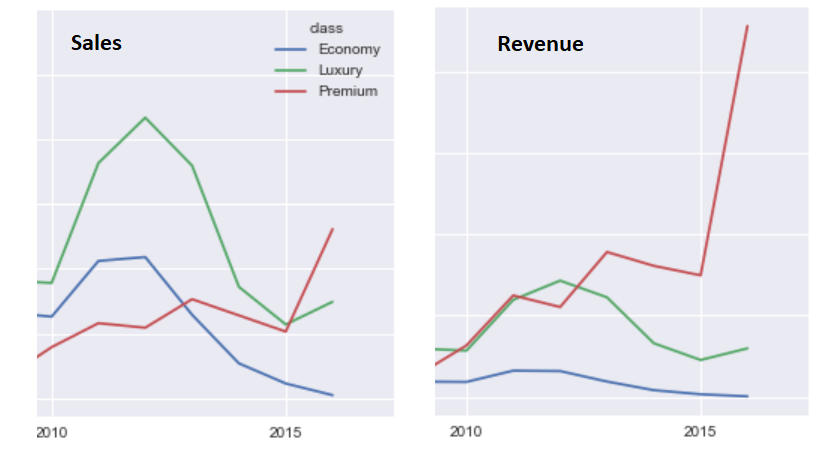 Sales
class
Economy
Luxury
Premium
2010
2015
Revenue
2010
2015